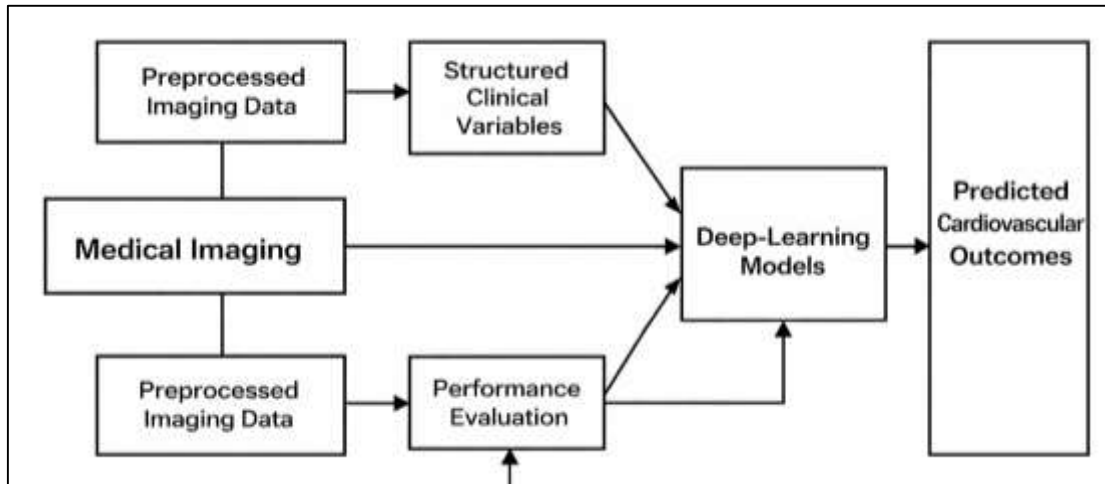 Preprocessed
Imaging Data
Structured
Clinical
Variables
Medical Imaging
Deep-Learning
Models
Predicted
Cardiovascular
Outcomes
Preprocessed
Imaging Data
Performance
Evaluation